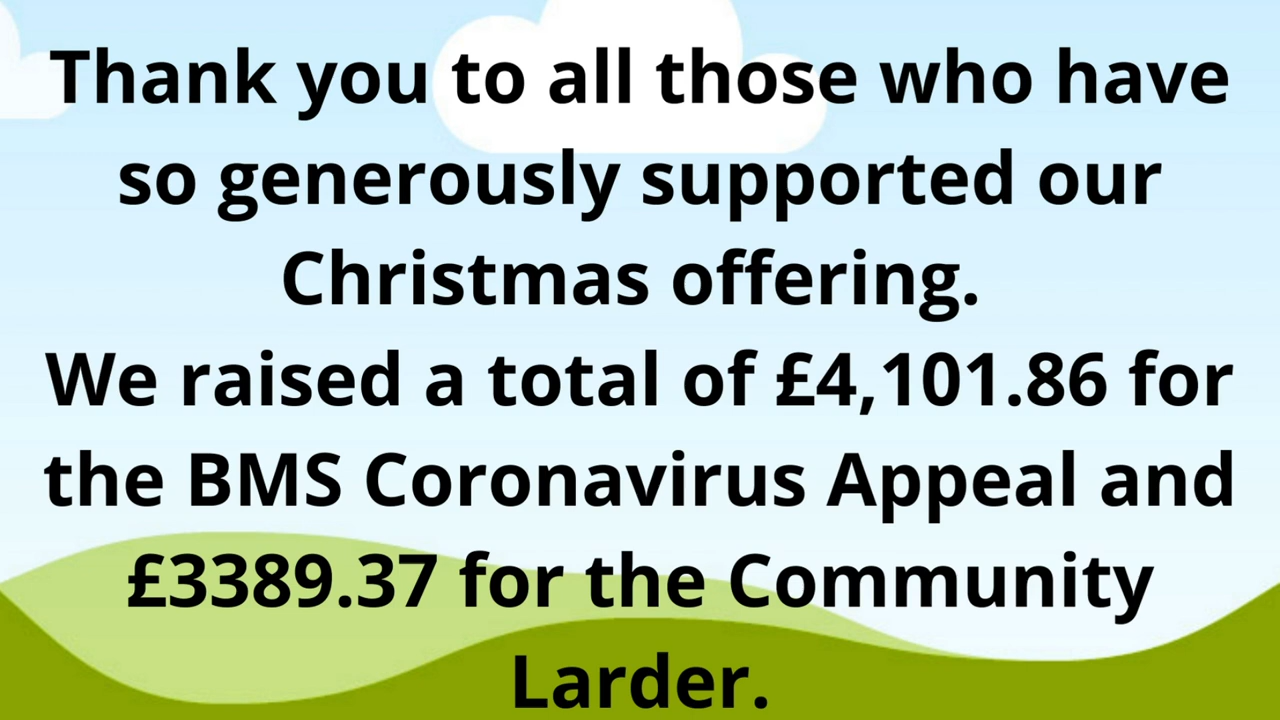 Thank you to all those who have
so generously supported our
Christmas offering.
We raised a total of £4,101.86 for
the BMS Coronavirus Appeal and
£3389.37 for the Community
Larder.